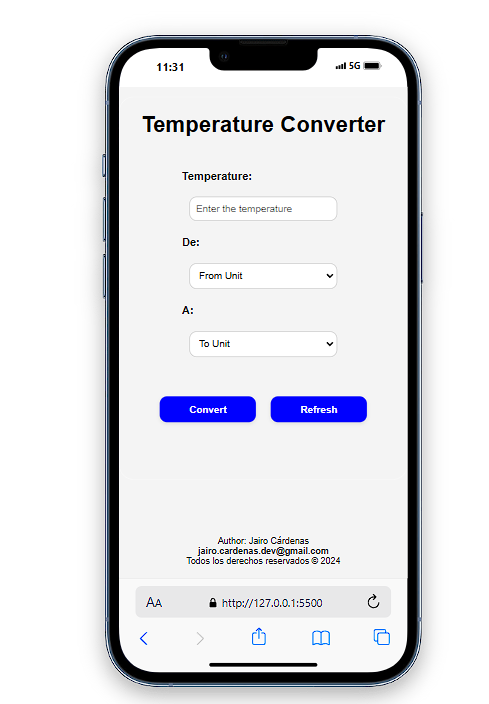 11:31
5G
Temperature Converter
Temperature:
Enter the temperature
De:
From Unit
A:
To Unit
Convert Refresh
Author: Jairo Cárdenas
jairo.cardenas.dev@gmail.com
Todos los derechos reservados © 2024
AA http://127.0.0.1:5500